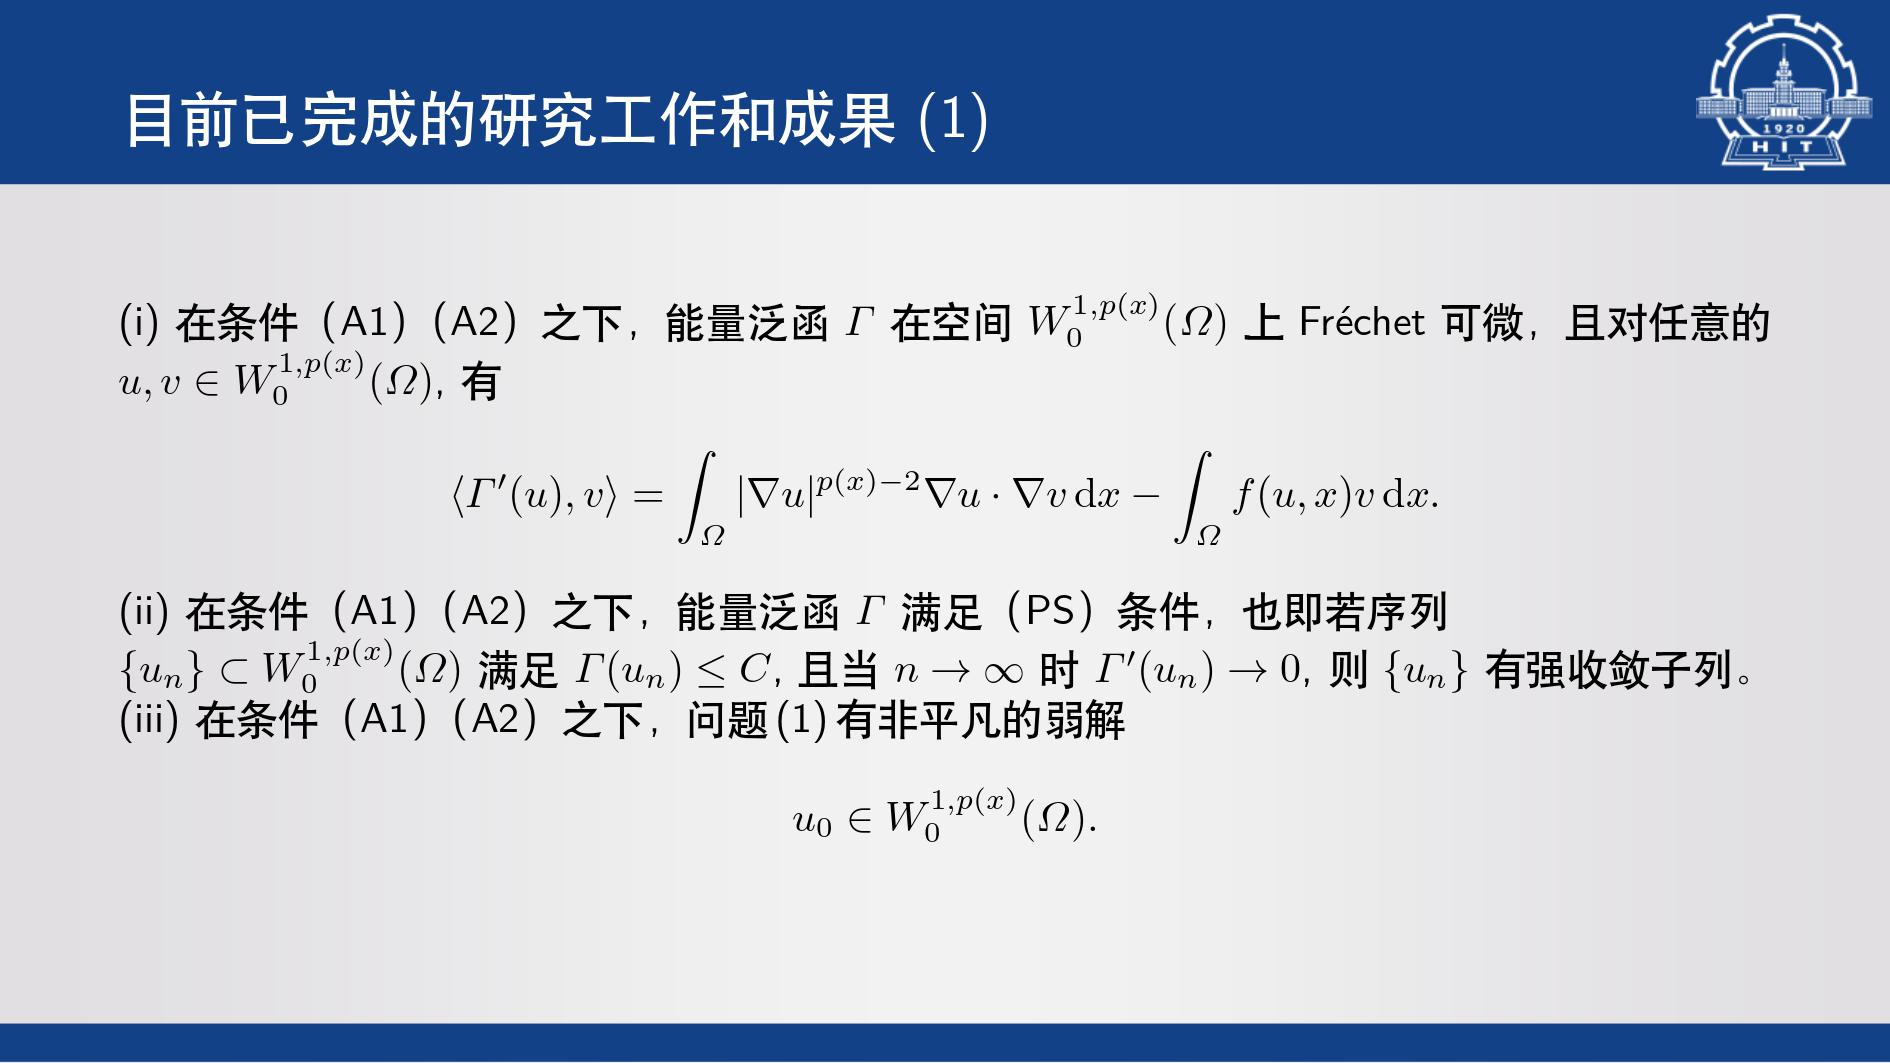 目前已完成的研究工作和成果 (1)
1920
HIT
(i) 在条件（A1）（A2）之下，能量泛函 Γ 在空间 W_0^{1,p(x)}(Ω) 上 Fréchet 可微，且对任意的
u, v ∈ W_0^{1,p(x)}(Ω), 有
⟨Γ′(u), v⟩ = ∫_Ω |∇u|^{p(x)−2}∇u · ∇v dx − ∫_Ω f(u, x)v dx.
(ii) 在条件（A1）（A2）之下，能量泛函 Γ 满足（PS）条件，也即若序列
{u_n} ⊂ W_0^{1,p(x)}(Ω) 满足 Γ(u_n) ≤ C, 且当 n → ∞ 时 Γ′(u_n) → 0, 则 {u_n} 有强收敛子列。
(iii) 在条件（A1）（A2）之下，问题(1)有非平凡的弱解
u_0 ∈ W_0^{1,p(x)}(Ω).